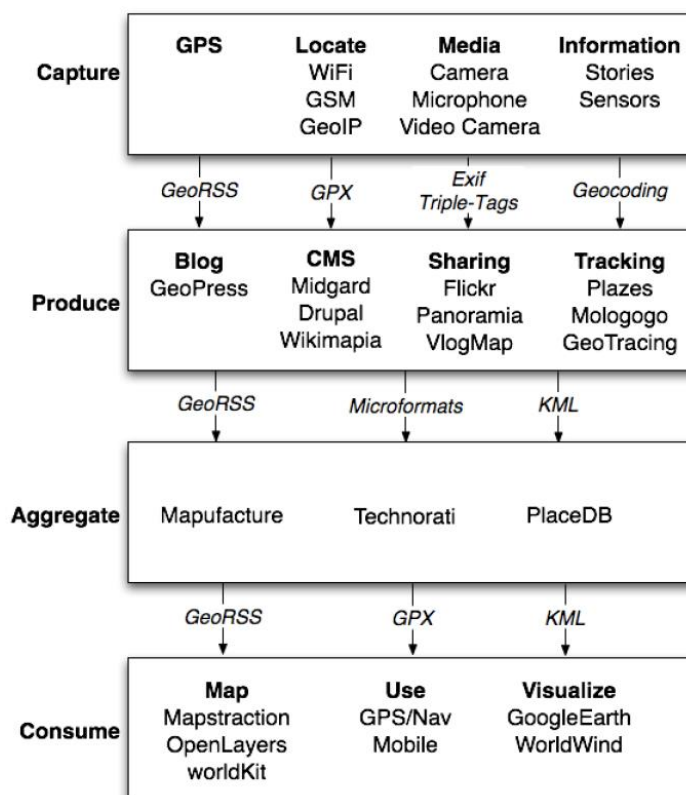 Capture
GPS
Locate
WiFi
GSM
GeoIP
Media
Camera
Microphone
Video Camera
Information
Stories
Sensors
GeoRSS
GPX
Exif
Triple-Tags
Geocoding
Produce
Blog
GeoPress
CMS
Midgard
Drupal
Wikimapia
Sharing
Flickr
Panoramia
VlogMap
Tracking
Plazes
Mologogo
GeoTracing
GeoRSS
Microformats
KML
Aggregate
Mapufacture
Technorati
PlaceDB
GeoRSS
GPX
KML
Consume
Map
Mapstraction
OpenLayers
worldKit
Use
GPS/Nav
Mobile
Visualize
GoogleEarth
WorldWind